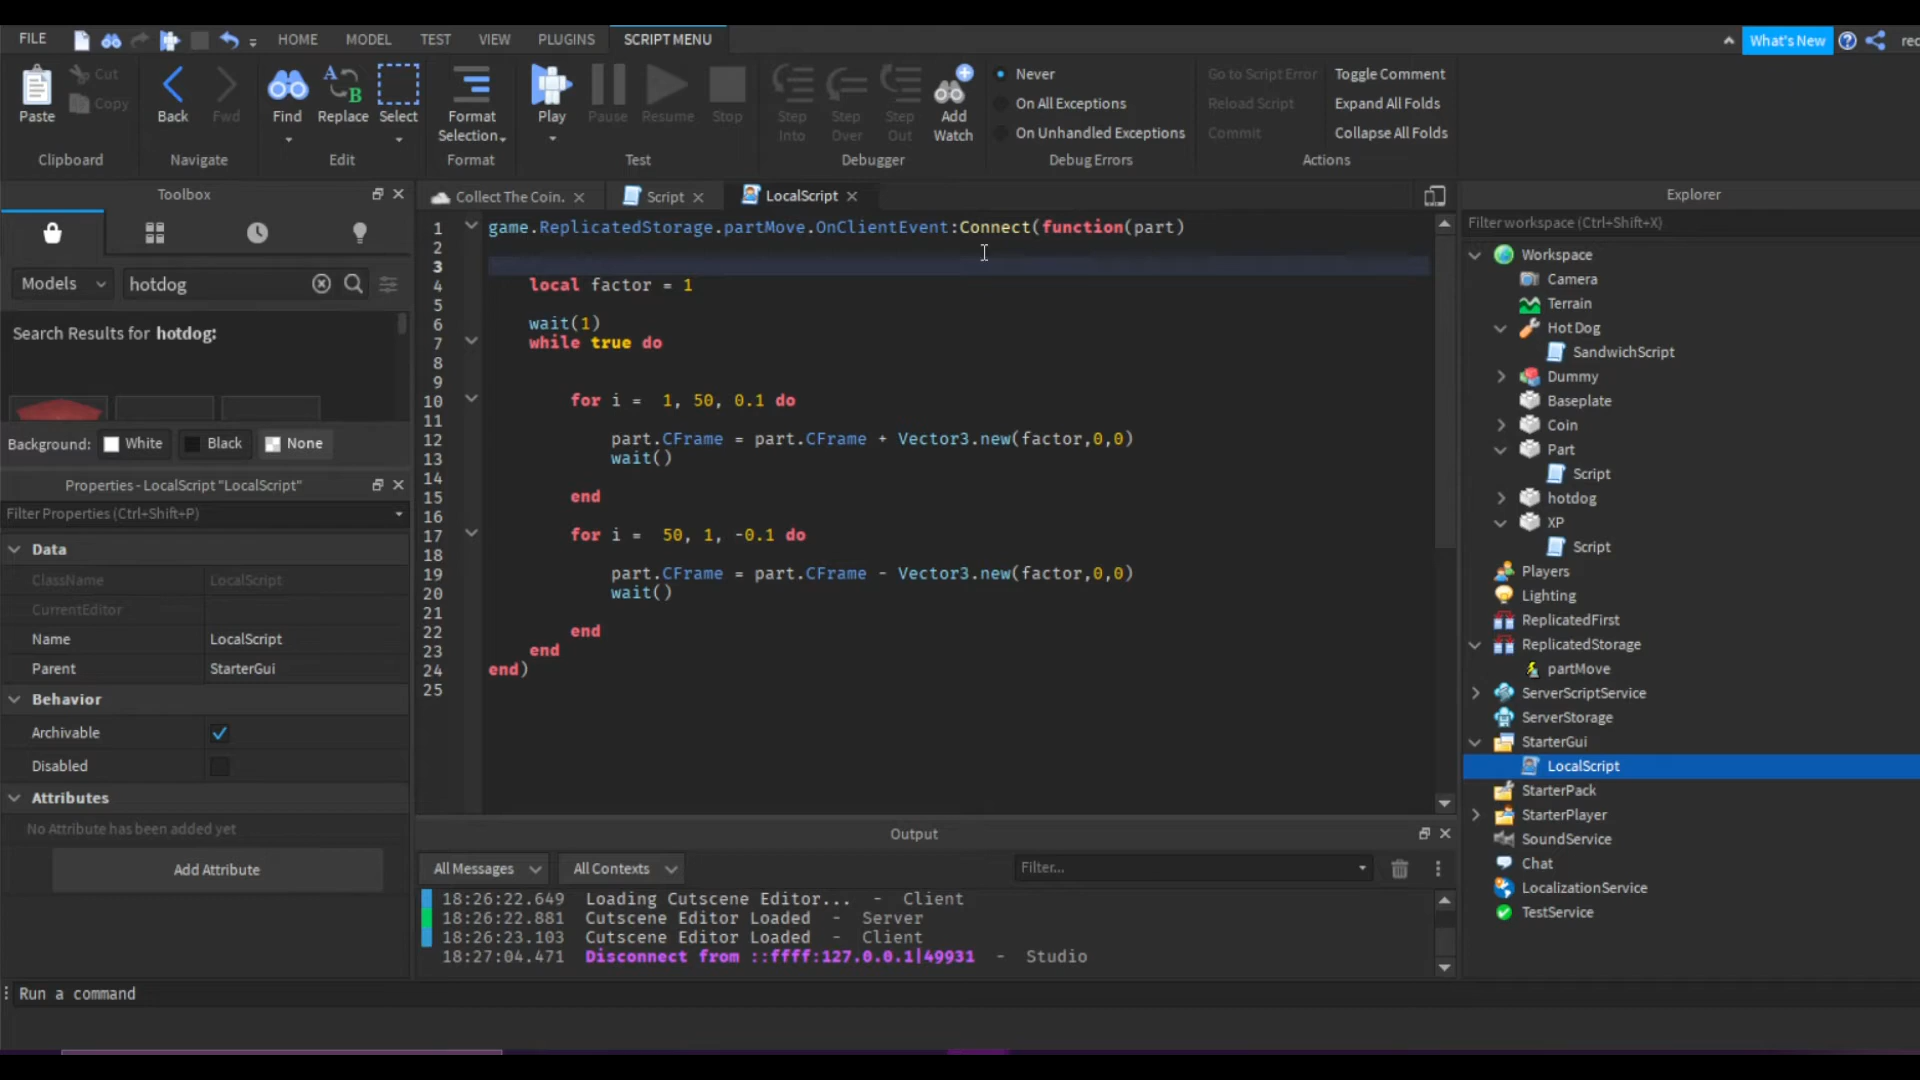 FILE
HOME
MODEL
TEST
VIEW
PLUGINS
SCRIPT MENU
What's New
rec
Paste
Cut
Copy
Clipboard
Back
Fwd
Navigate
Find
Replace
Select
Edit
Format
Selection
Format
Play
Pause
Resume
Stop
Test
Step
Into
Step
Over
Step
Out
Add
Watch
Debugger
Never
On All Exceptions
On Unhandled Exceptions
Debug Errors
Go to Script Error
Reload Script
Commit
Toggle Comment
Expand All Folds
Collapse All Folds
Actions
Toolbox
Models
hotdog
Search Results for hotdog:
Background:
White
Black
None
Properties - LocalScript "LocalScript"
Filter Properties (Ctrl+Shift+P)
Data
ClassName LocalScript
CurrentEditor
Name LocalScript
Parent StarterGui
Behavior
Archivable
Disabled
Attributes
No Attribute has been added yet
Add Attribute
Collect The Coin.
Script
LocalScript
1 game.ReplicatedStorage.partMove.OnClientEvent:Connect(function(part)
2
3
4 local factor = 1
5
6 wait(1)
7 while true do
8
9
10 for i = 1, 50, 0.1 do
11
12 part.CFrame = part.CFrame + Vector3.new(factor,0,0)
13 wait()
14
15 end
16
17 for i = 50, 1, -0.1 do
18
19 part.CFrame = part.CFrame - Vector3.new(factor,0,0)
20 wait()
21
22 end
23 end
24 end)
25
Output
All Messages
All Contexts
Filter...
18:26:22.649 Loading Cutscene Editor... - Client
18:26:22.881 Cutscene Editor Loaded - Server
18:26:23.103 Cutscene Editor Loaded - Client
18:27:04.471 Disconnect from ::ffff:127.0.0.1|49931 - Studio
Run a command
Explorer
Filter workspace (Ctrl+Shift+X)
Workspace
Camera
Terrain
Hot Dog
SandwichScript
Dummy
Baseplate
Coin
Part
Script
hotdog
XP
Script
Players
Lighting
ReplicatedFirst
ReplicatedStorage
partMove
ServerScriptService
ServerStorage
StarterGui
LocalScript
StarterPack
StarterPlayer
SoundService
Chat
LocalizationService
TestService